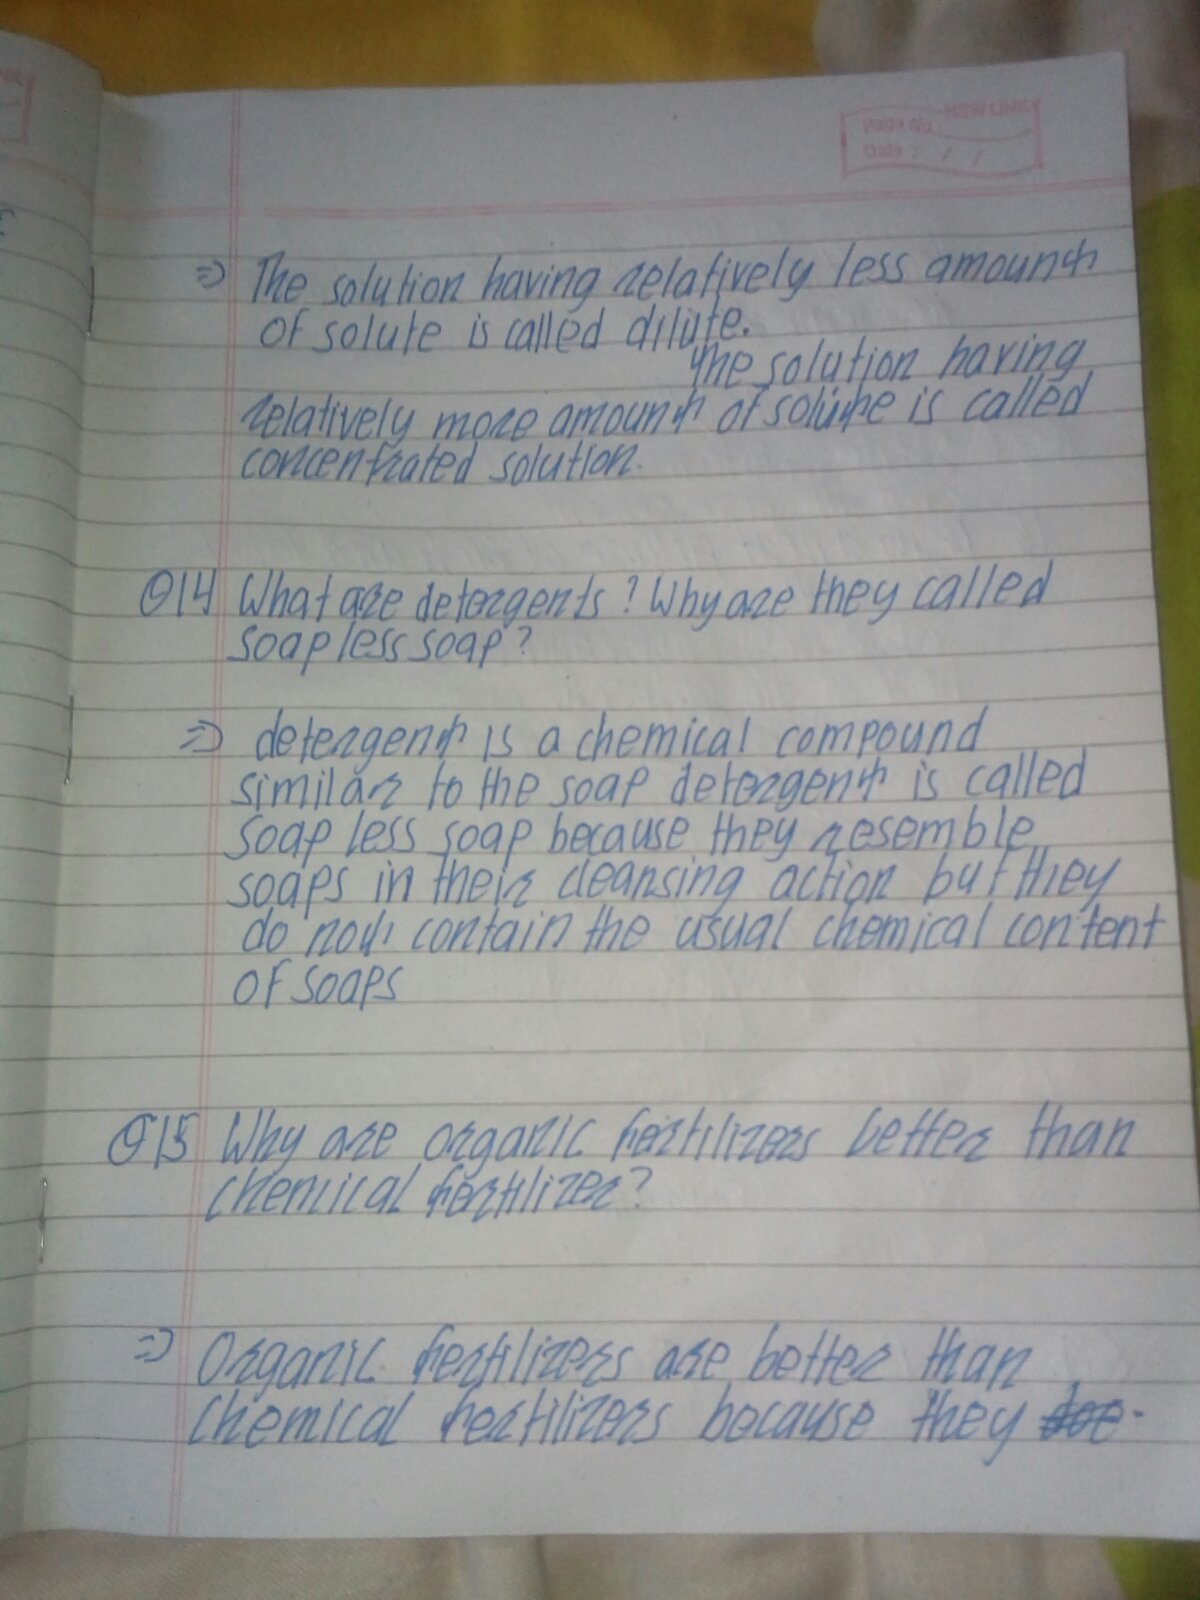 NEW LINK
Page No.
Date : / /
⇒ The solution having relatively less amount
of solute is called dilute.
The solution having
relatively more amount of solute is called
concentrated solution.
Q14 What are detergents? Why are they called
soap less soap?
⇒ detergent is a chemical compound
similar to the soap detergent is called
soap less soap because they resemble
soaps in their cleansing action but they
do not contain the usual chemical content
of soaps
Q15 Why are organic fertilizers better than
chemical fertilizer?
⇒ Organic fertilizers are better than
chemical fertilizers because they